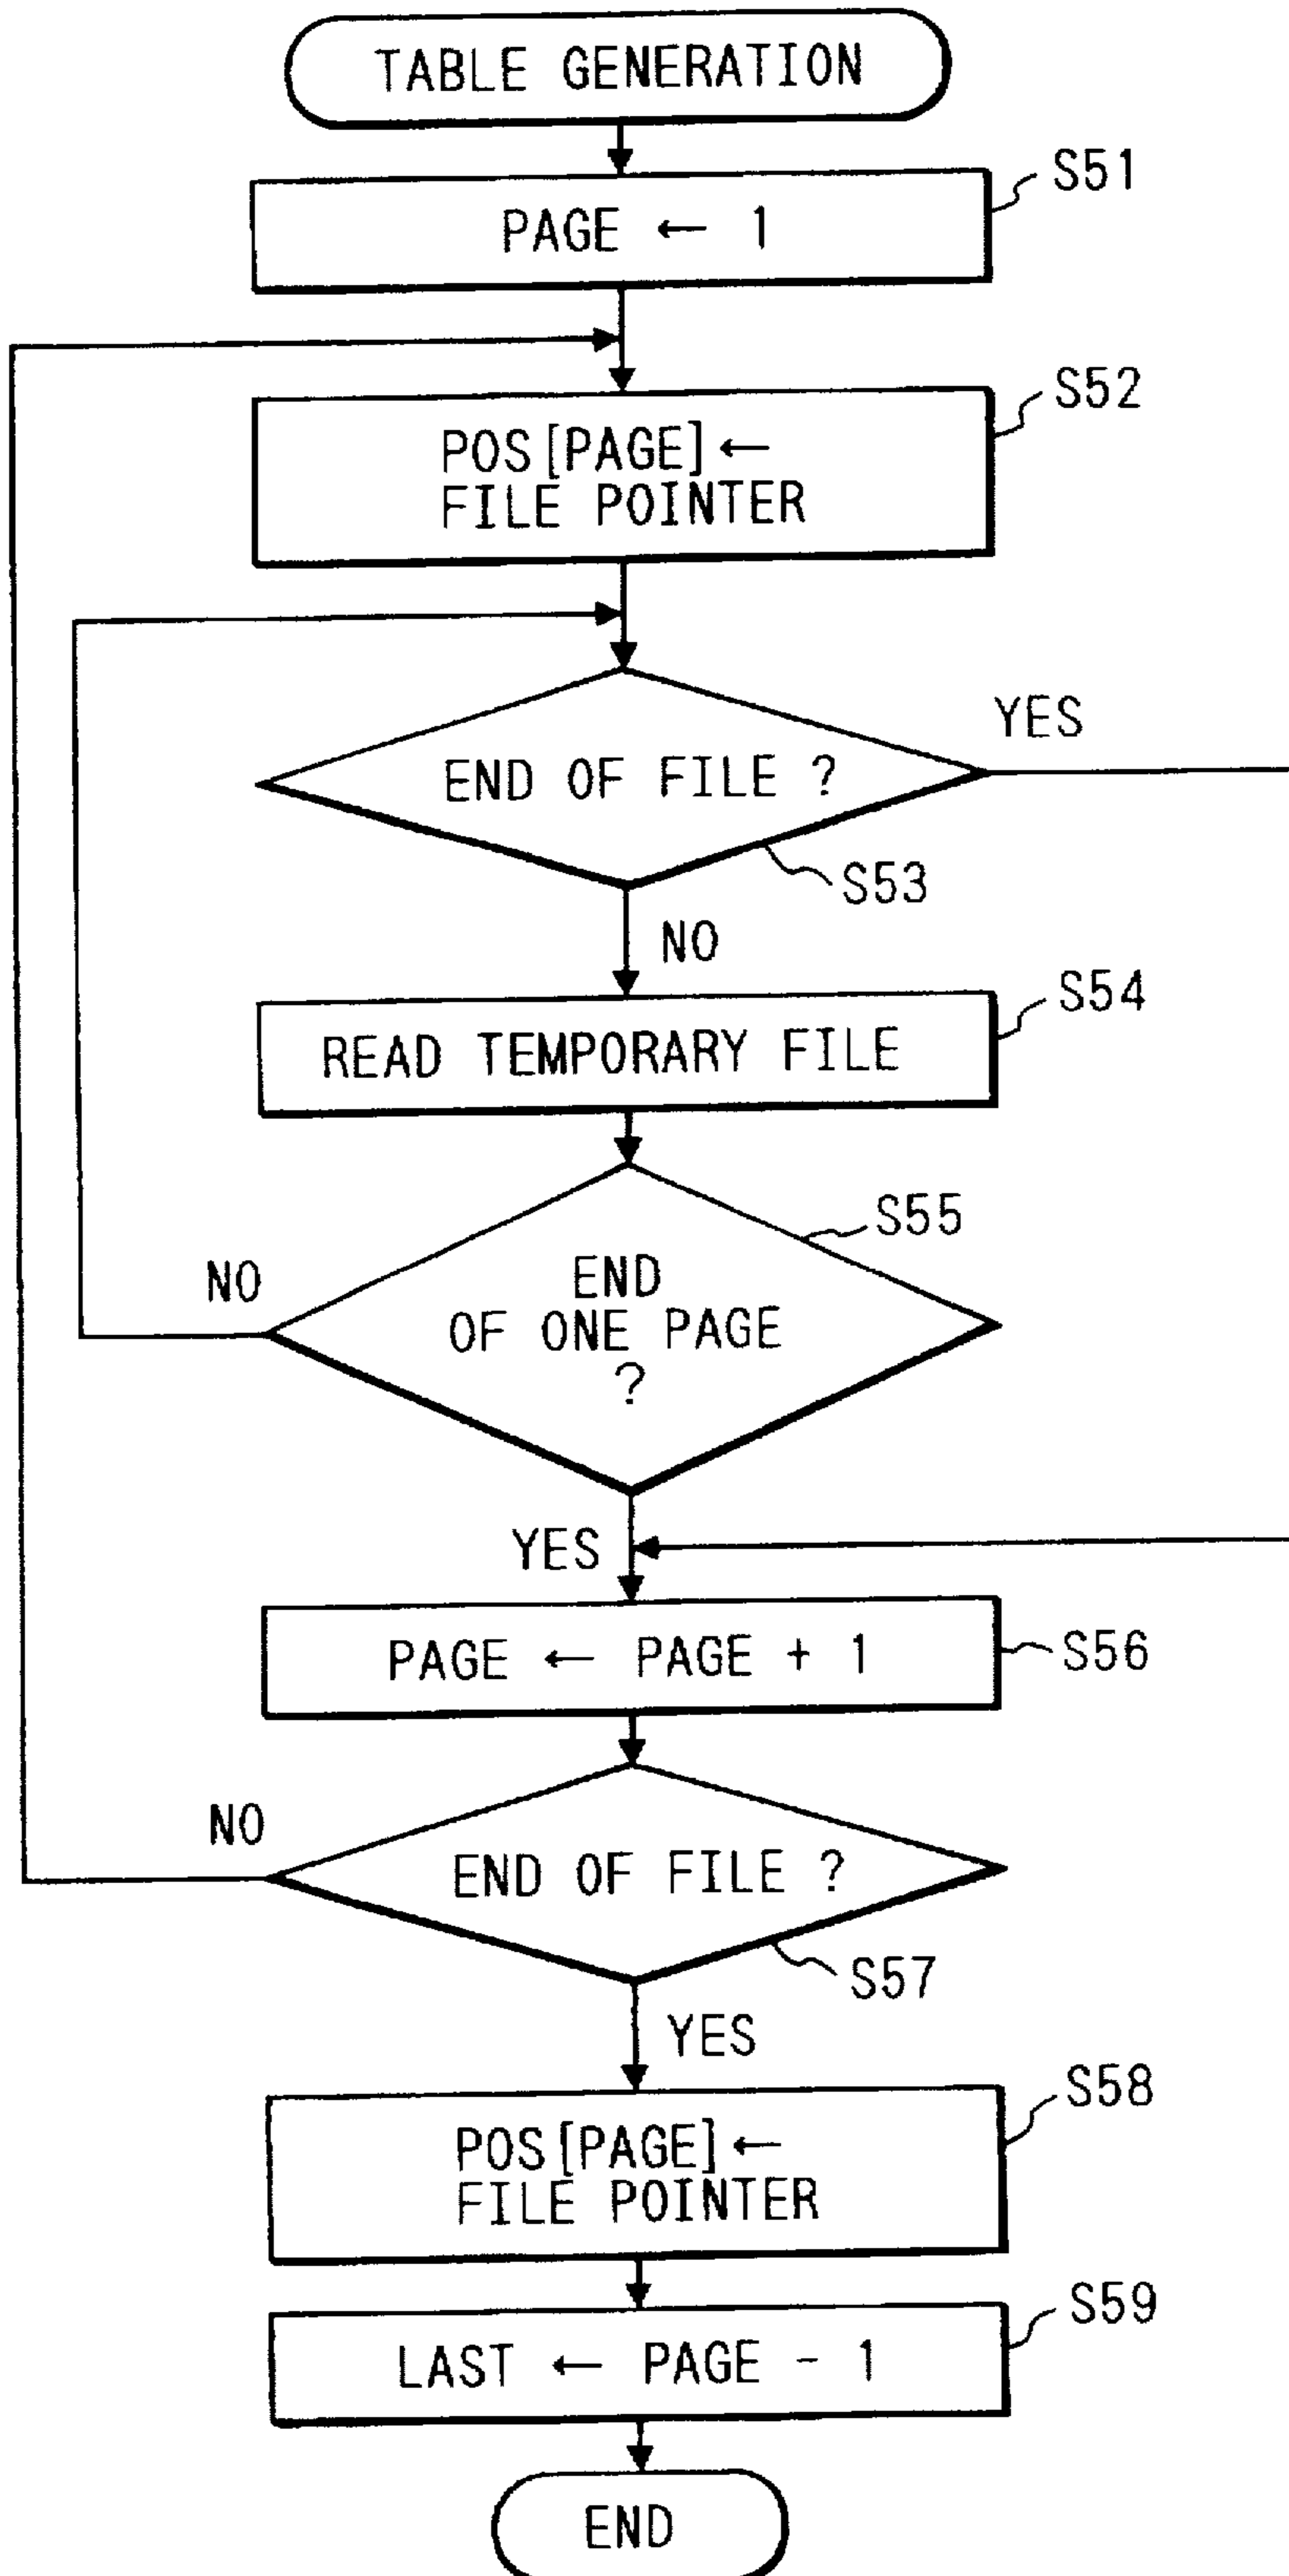 TABLE GENERATION
S51
PAGE ← 1
S52
POS[PAGE]←
FILE POINTER
YES
END OF FILE ?
S53
NO
S54
READ TEMPORARY FILE
S55
NO
END
OF ONE PAGE
?
YES
PAGE ← PAGE + 1
S56
NO
END OF FILE ?
S57
YES
S58
POS[PAGE]←
FILE POINTER
S59
LAST ← PAGE - 1
END